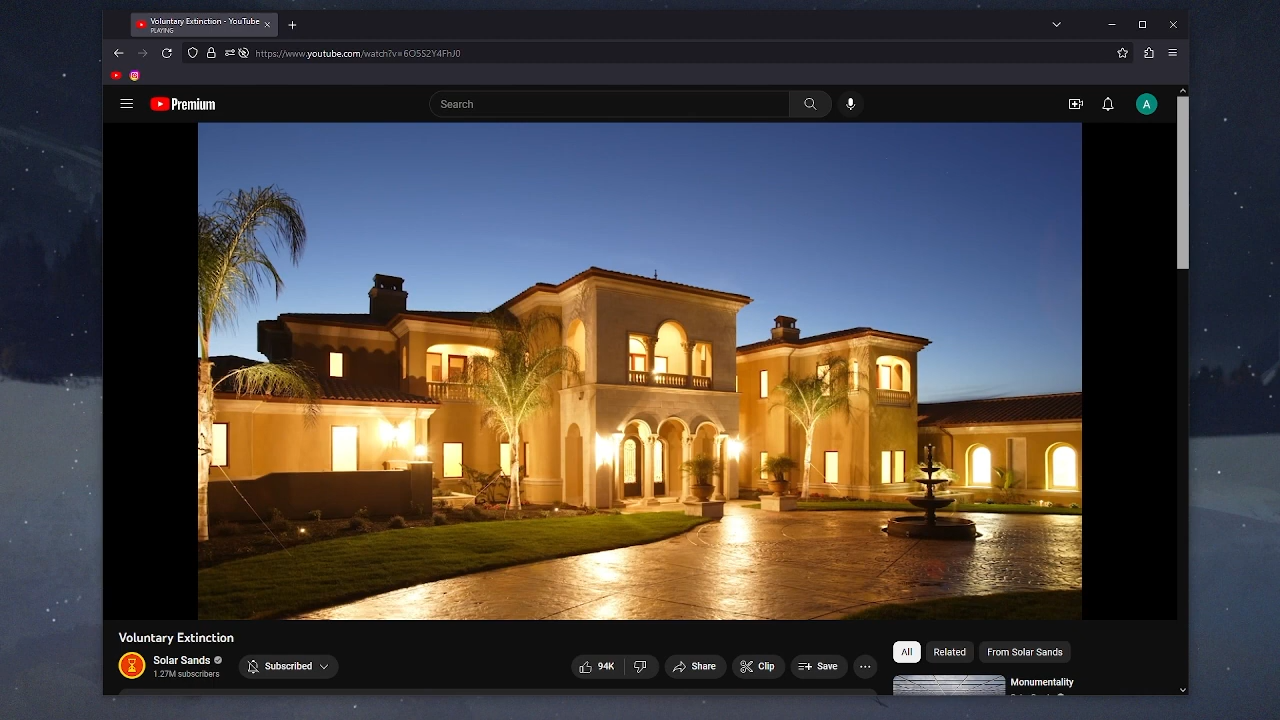 Voluntary Extinction - YouTube
PLAYING
https://www.youtube.com/watch?v=6O5S2Y4FhJ0
Premium
Search
A
Voluntary Extinction
Solar Sands
1.27M subscribers
Subscribed
94K
Share
Clip
Save
All
Related
From Solar Sands
Monumentality